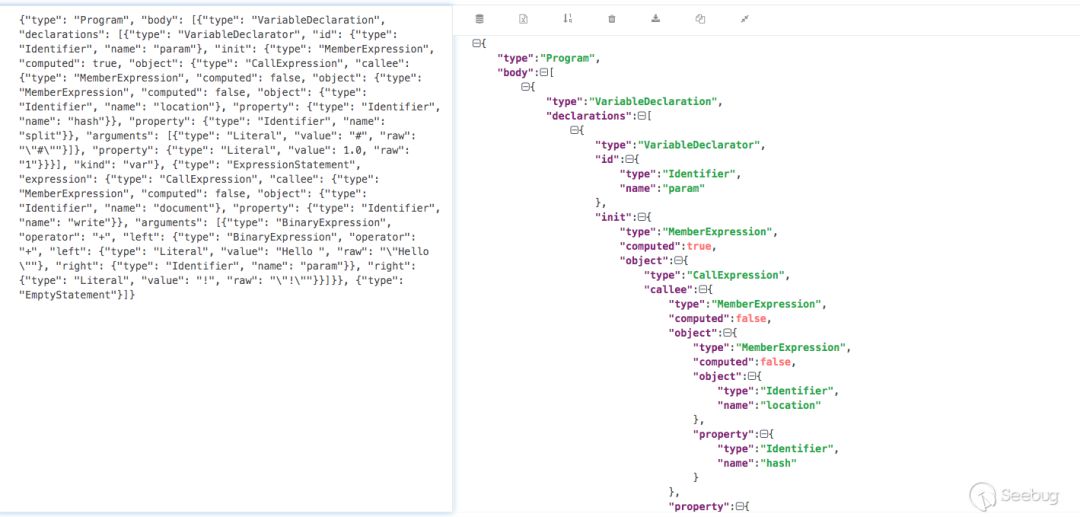 {"type": "Program", "body": [{"type": "VariableDeclaration",
"declarations": [{"type": "VariableDeclarator", "id": {"type":
"Identifier", "name": "param"}, "init": {"type": "MemberExpression",
"computed": true, "object": {"type": "CallExpression", "callee":
{"type": "MemberExpression", "computed": false, "object": {"type":
"MemberExpression", "computed": false, "object": {"type":
"Identifier", "name": "location"}, "property": {"type": "Identifier",
"name": "hash"}}, "property": {"type": "Identifier", "name":
"split"}}, "arguments": [{"type": "Literal", "value": "#", "raw":
"\"#\""}]}, "property": {"type": "Literal", "value": 1.0, "raw":
"1"}}}], "kind": "var"}, {"type": "ExpressionStatement",
"expression": {"type": "CallExpression", "callee": {"type":
"MemberExpression", "computed": false, "object": {"type":
"Identifier", "name": "document"}, "property": {"type": "Identifier",
"name": "write"}}, "arguments": [{"type": "BinaryExpression",
"operator": "+", "left": {"type": "BinaryExpression", "operator":
"+", "left": {"type": "Literal", "value": "Hello ", "raw": "\"Hello
\""}, "right": {"type": "Identifier", "name": "param"}}, "right":
{"type": "Literal", "value": "!", "raw": "\"!\""}}]}}, {"type":
"EmptyStatement"}]}
{
"type":"Program",
"body":[
{
"type":"VariableDeclaration",
"declarations":[
{
"type":"VariableDeclarator",
"id":{
"type":"Identifier",
"name":"param"
},
"init":{
"type":"MemberExpression",
"computed":true,
"object":{
"type":"CallExpression",
"callee":{
"type":"MemberExpression",
"computed":false,
"object":{
"type":"MemberExpression",
"computed":false,
"object":{
"type":"Identifier",
"name":"location"
},
"property":{
"type":"Identifier",
"name":"hash"
}
},
"property":{
Seebug